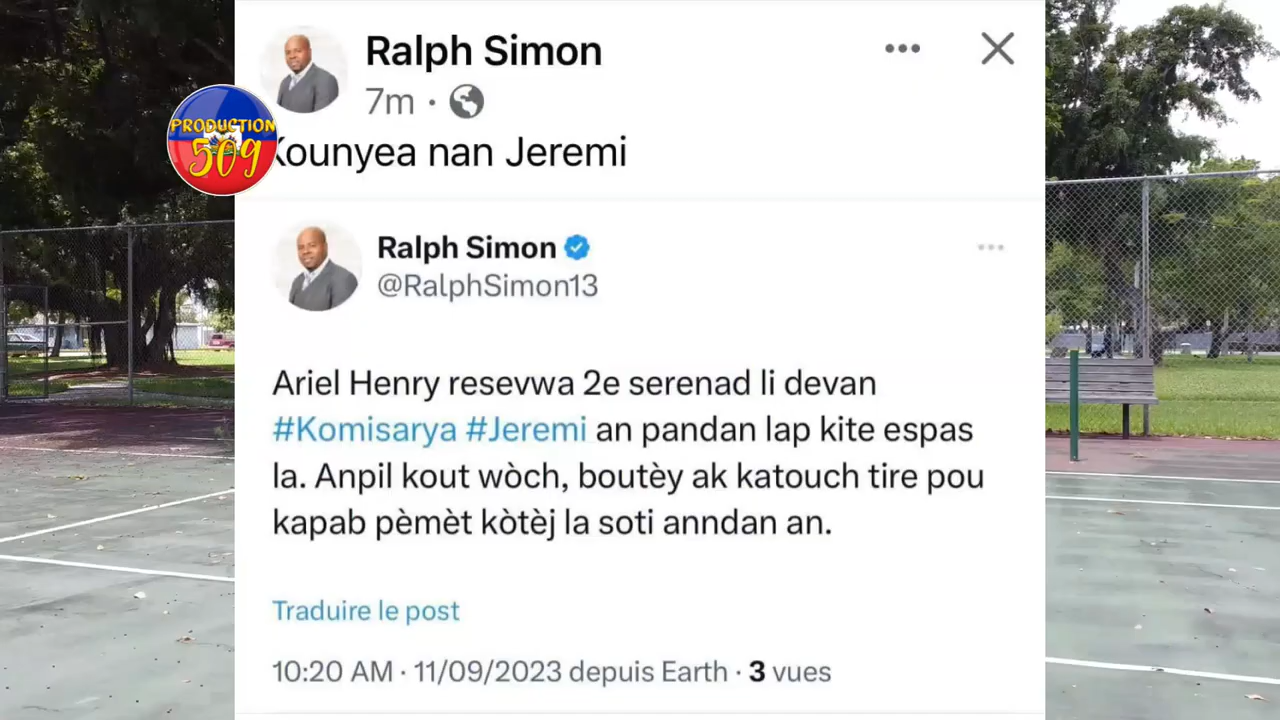 Ralph Simon
7m
PRODUCTION
509
Kounyea nan Jeremi
Ralph Simon
@RalphSimon13
Ariel Henry resevwa 2e serenad li devan
#Komisarya #Jeremi an pandan lap kite espas
la. Anpil kout wòch, boutèy ak katouch tire pou
kapab pèmèt kòtèj la soti anndan an.
Traduire le post
10:20 AM · 11/09/2023 depuis Earth · 3 vues